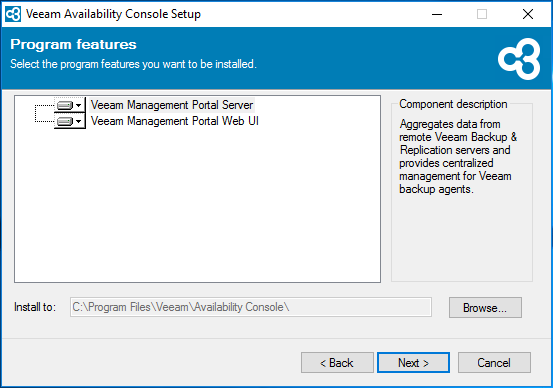 Veeam Availability Console Setup
Program features
Select the program features you want to be installed.
Veeam Management Portal Server
Veeam Management Portal Web UI
Component description
Aggregates data from
remote Veeam Backup &
Replication servers and
provides centralized
management for Veeam
backup agents.
Install to:
C:\Program Files\Veeam\Availability Console\
Browse...
< Back
Next >
Cancel